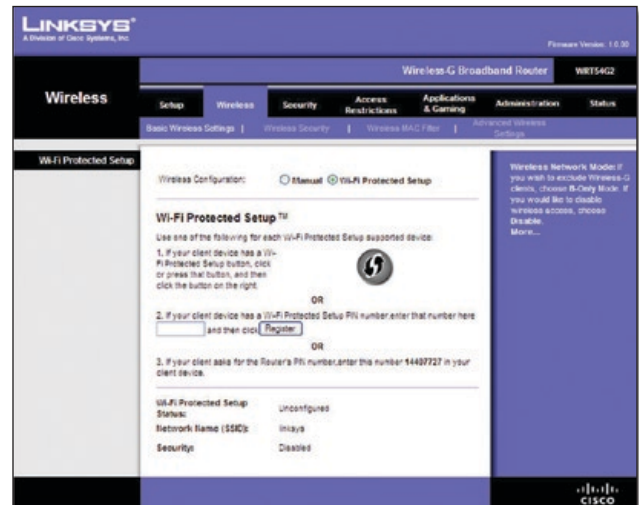 LINKSYS®
A Division of Cisco Systems, Inc.
Firmware Version: 1.0.00
Wireless-G Broadband Router
WRT54G2
Wireless
Setup
Wireless
Security
Access Restrictions
Applications & Gaming
Administration
Status
Basic Wireless Settings |
Wireless Security |
Wireless MAC Filter |
Advanced Wireless Settings
Wi-Fi Protected Setup
Wireless Configuration:
Manual
Wi-Fi Protected Setup
Wi-Fi Protected Setup™
Use one of the following for each Wi-Fi Protected Setup supported device:
1. If your client device has a Wi-
Fi Protected Setup button, click
or press that button, and then
click the button on the right.
OR
2. If your client device has a Wi-Fi Protected Setup PIN number,enter that number here
and then click Register
OR
3. If your client asks for the Router's PIN number,enter this number 14407727 in your
client device.
Wi-Fi Protected Setup
Status:
Unconfigured
Network Name (SSID):
linksys
Security:
Disabled
Wireless Network Mode: If
you wish to exclude Wireless-G
clients, choose B-Only Mode. If
you would like to disable
wireless access, choose
Disable.
More...
CISCO